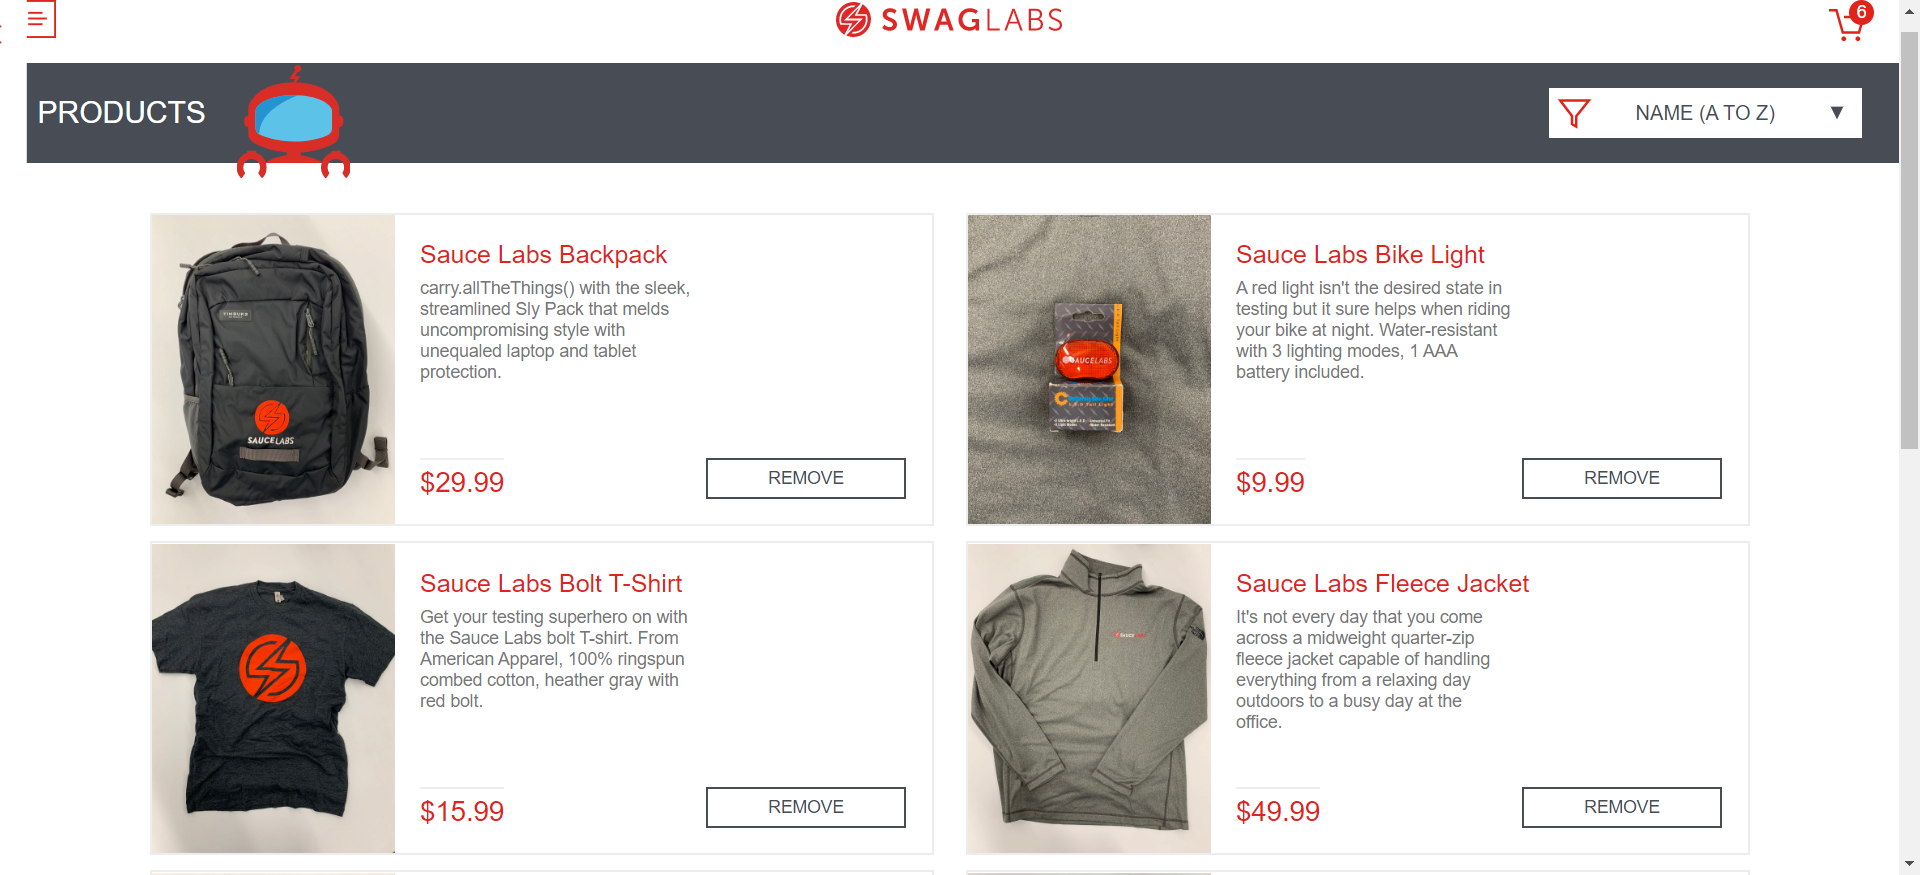 SWAGLABS
6
PRODUCTS
NAME (A TO Z)
Sauce Labs Backpack
carry.allTheThings() with the sleek,
streamlined Sly Pack that melds
uncompromising style with
unequaled laptop and tablet
protection.
$29.99
REMOVE
SAUCELABS
Sauce Labs Bike Light
A red light isn't the desired state in
testing but it sure helps when riding
your bike at night. Water-resistant
with 3 lighting modes, 1 AAA
battery included.
$9.99
REMOVE
SAUCELABS
Sauce Labs Bolt T-Shirt
Get your testing superhero on with
the Sauce Labs bolt T-shirt. From
American Apparel, 100% ringspun
combed cotton, heather gray with
red bolt.
$15.99
REMOVE
Sauce Labs Fleece Jacket
It's not every day that you come
across a midweight quarter-zip
fleece jacket capable of handling
everything from a relaxing day
outdoors to a busy day at the
office.
$49.99
REMOVE